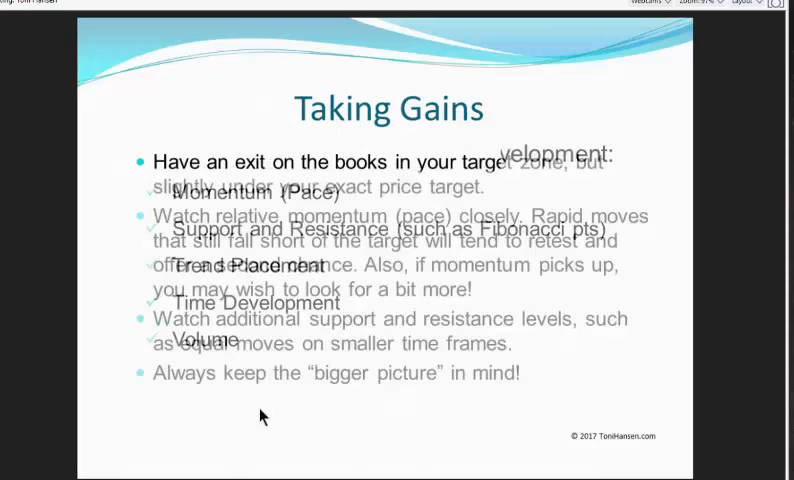 Webcams
Zoom: 97%
Layout
Taking Gains
Have an exit on the books in your target zone, but
slightly under your exact price target.
Watch relative momentum (pace) closely. Rapid moves
that still fall short of the target will tend to retest and
offer a second chance. Also, if momentum picks up,
you may wish to look for a bit more!
Watch additional support and resistance levels, such
as equal moves on smaller time frames.
Always keep the “bigger picture” in mind!
velopment:
Momentum (Pace)
Support and Resistance (such as Fibonacci pts)
Trend Placement
Time Development
Volume
© 2017 ToniHansen.com